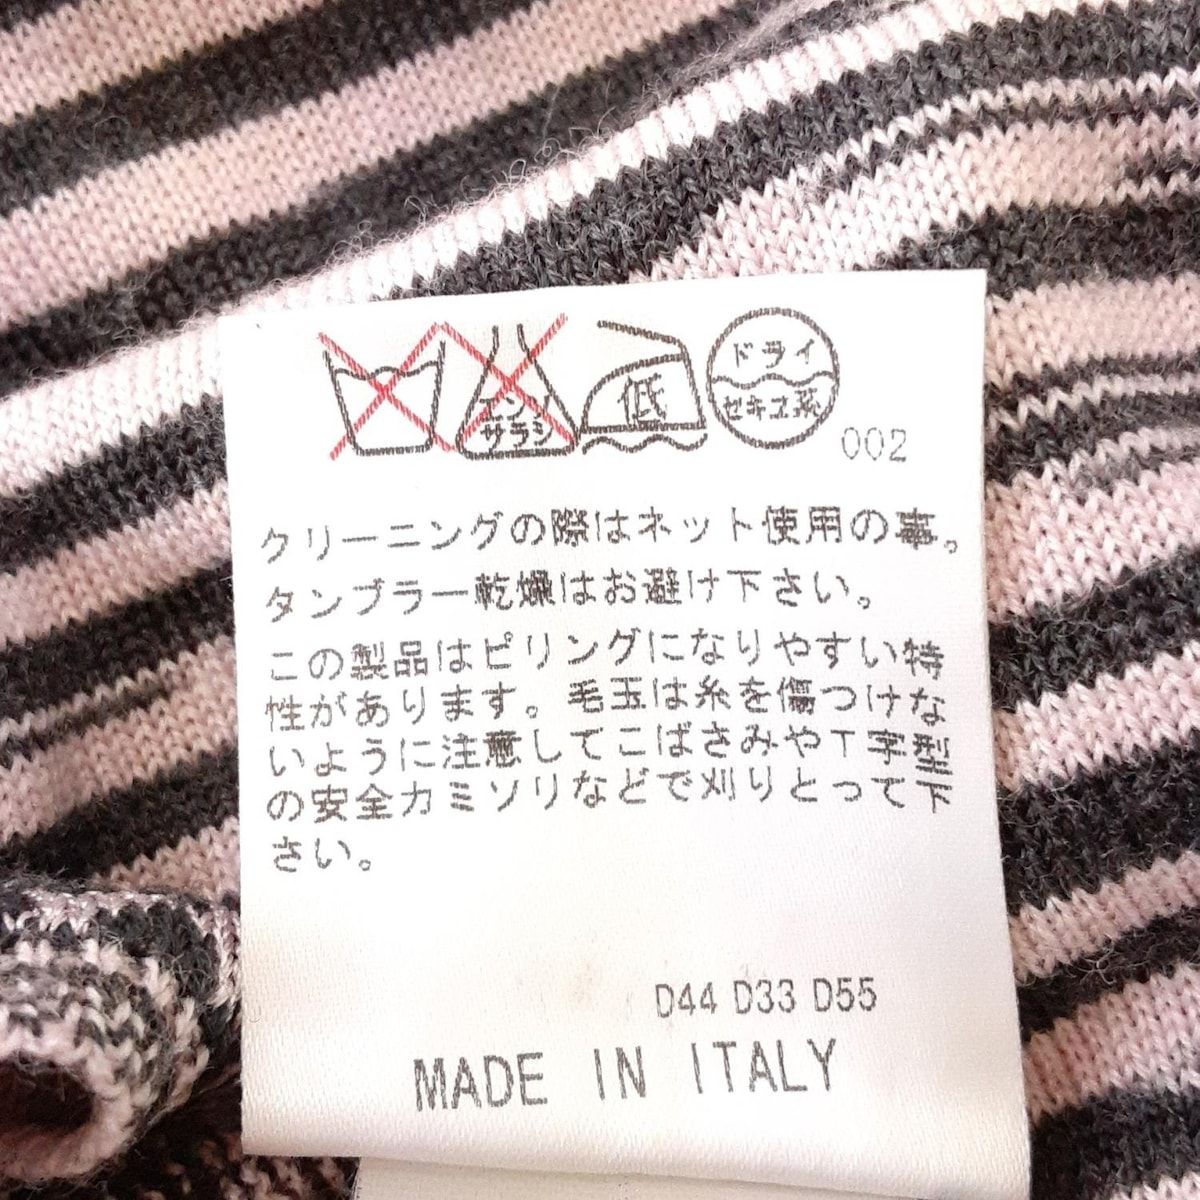 エンサラシ
低
ドライ
セキユ系
002
クリーニングの際はネット使用の事。
タンブラー乾燥はお避け下さい。
この製品はピリングになりやすい特
性があります。毛玉は糸を傷つけな
いように注意してこばさみやT字型
の安全カミソリなどで刈りとって下
さい。
D44 D33 D55
MADE IN ITALY